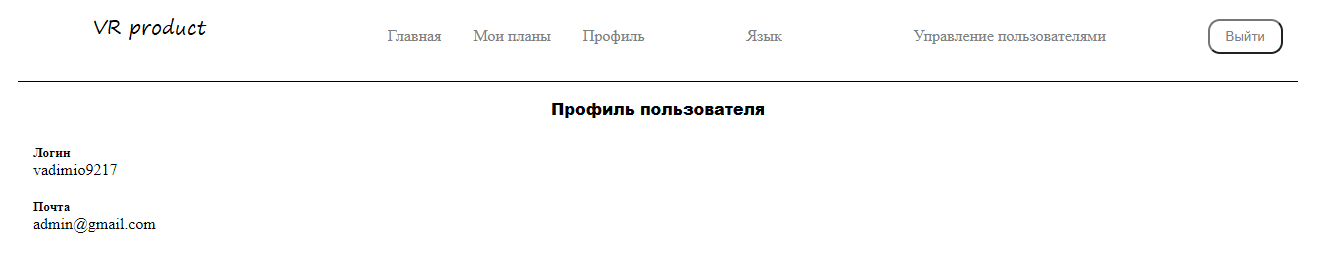 VR product Главная Мои планы Профиль Язык Управление пользователями Выйти
Профиль пользователя
Логин
vadimio9217
Почта
admin@gmail.com